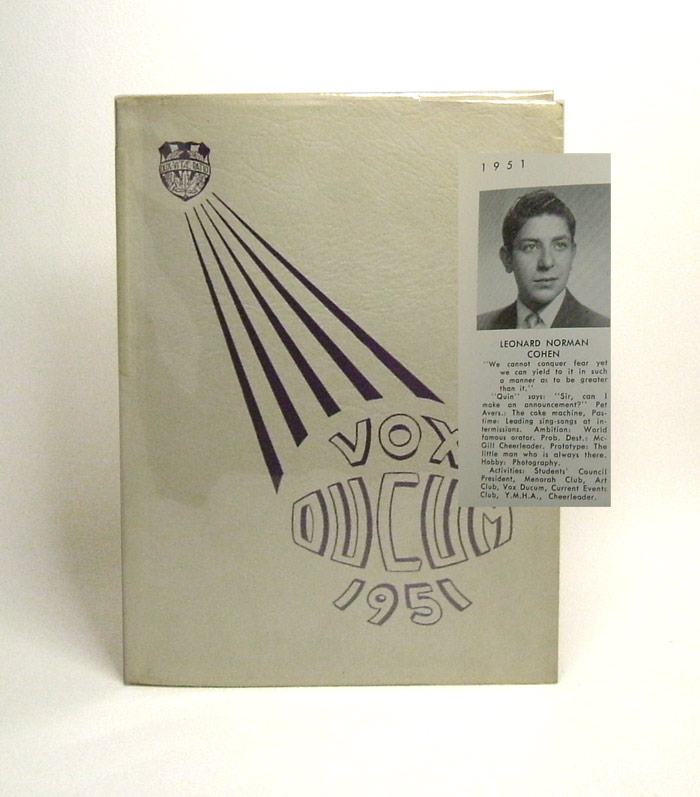 VOX
DUCUM
1951
1951
LEONARD NORMAN
COHEN
"We cannot conquer fear yet
we can yield to it in such
a manner as to be greater
than it."
"Quin" says: "Sir, can I
make an announcement?" Pet
Avers.: The coke machine, Pas-
time: Leading sing-songs at in-
termissions. Ambition: World
famous orator. Prob. Dest.: Mc-
Gill Cheerleader. Prototype: The
little man who is always there.
Hobby: Photography.
Activities: Students' Council
President, Menorah Club, Art
Club, Vox Ducum, Current Events
Club, Y.M.H.A., Cheerleader.